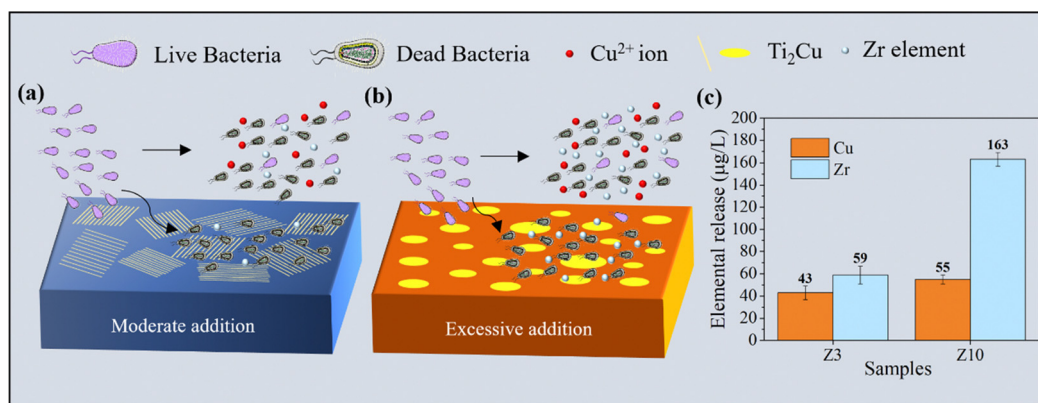 Live Bacteria Dead Bacteria Cu²⁺ ion Ti₂Cu Zr element
(a)
Moderate addition
(b)
Excessive addition
(c)
Elemental release (μg/L)
200
180
160
140
120
100
80
60
40
20
0
Cu
Zr
43
59
55
163
Z3 Z10
Samples